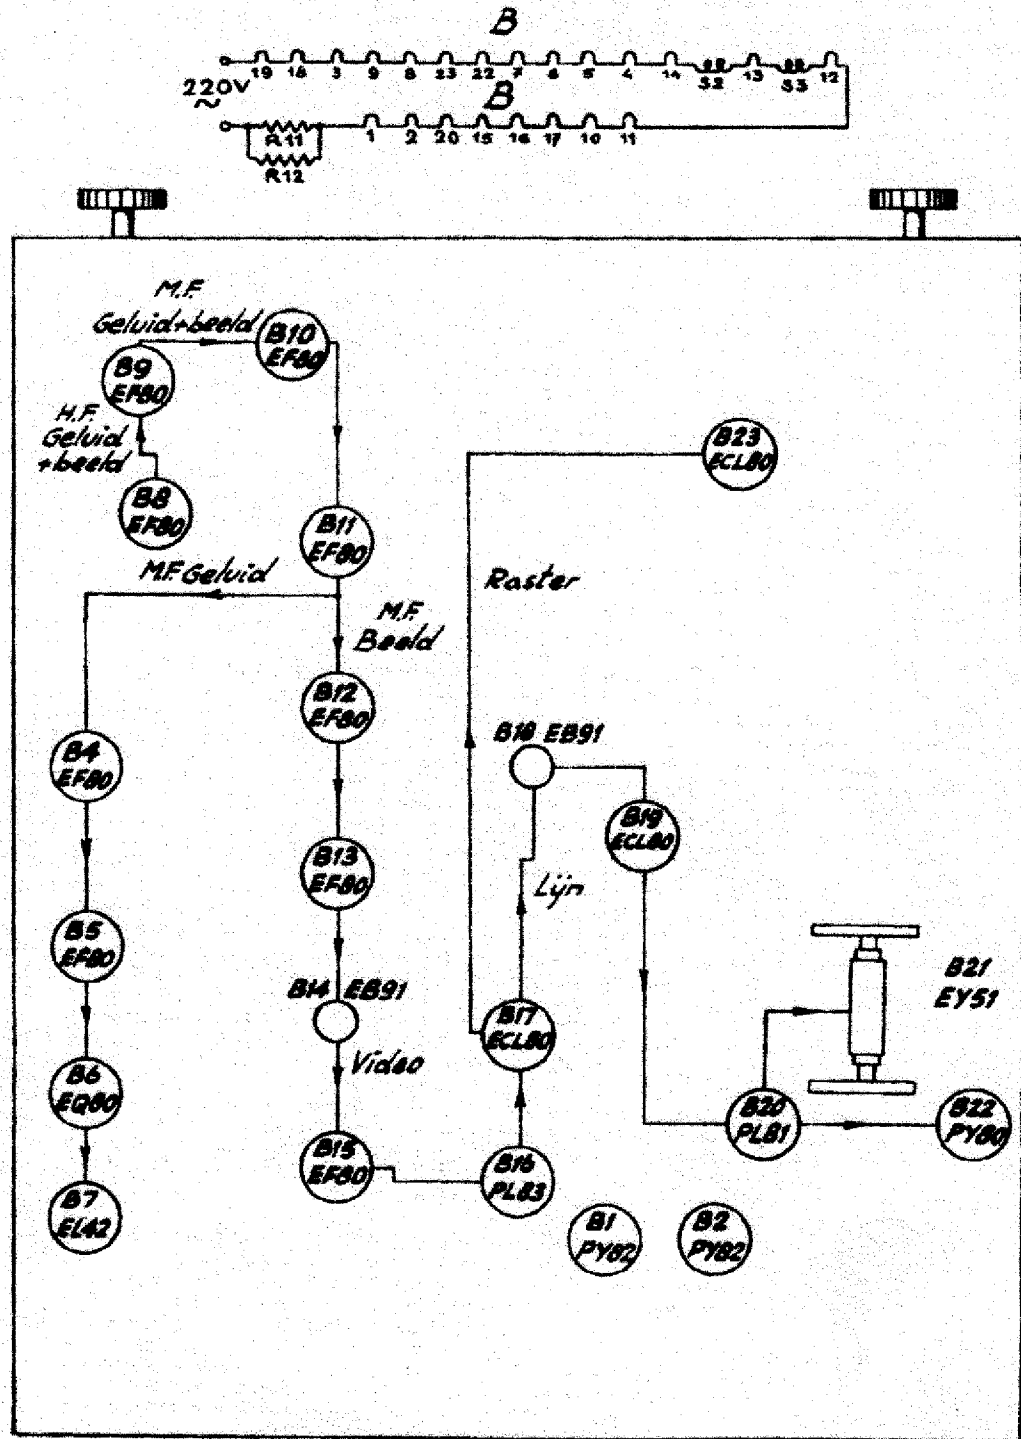 B
19 18 3 9 8 23 22 7 6 5 4 14 S2 13 S3 12
220V
~
B
R11 1 2 20 15 16 17 10 11
R12
M.F.
Geluid+beeld
B10
EF80
B9
EF80
H.F.
Geluid
+beeld
B8
EF80
B23
ECL80
B11
EF80
M.F. Geluid
Raster
M.F.
Beeld
B12
EF80
B4
EF80
B18 EB91
B19
ECL80
B13
EF80
Lijn
B5
EF80
B14 EB91
B17
ECL80
B21
EY51
Video
B6
EQ80
B20
PL81
B22
PY80
B15
EF80
B16
PL83
B7
EL42
B1
PY82
B2
PY82